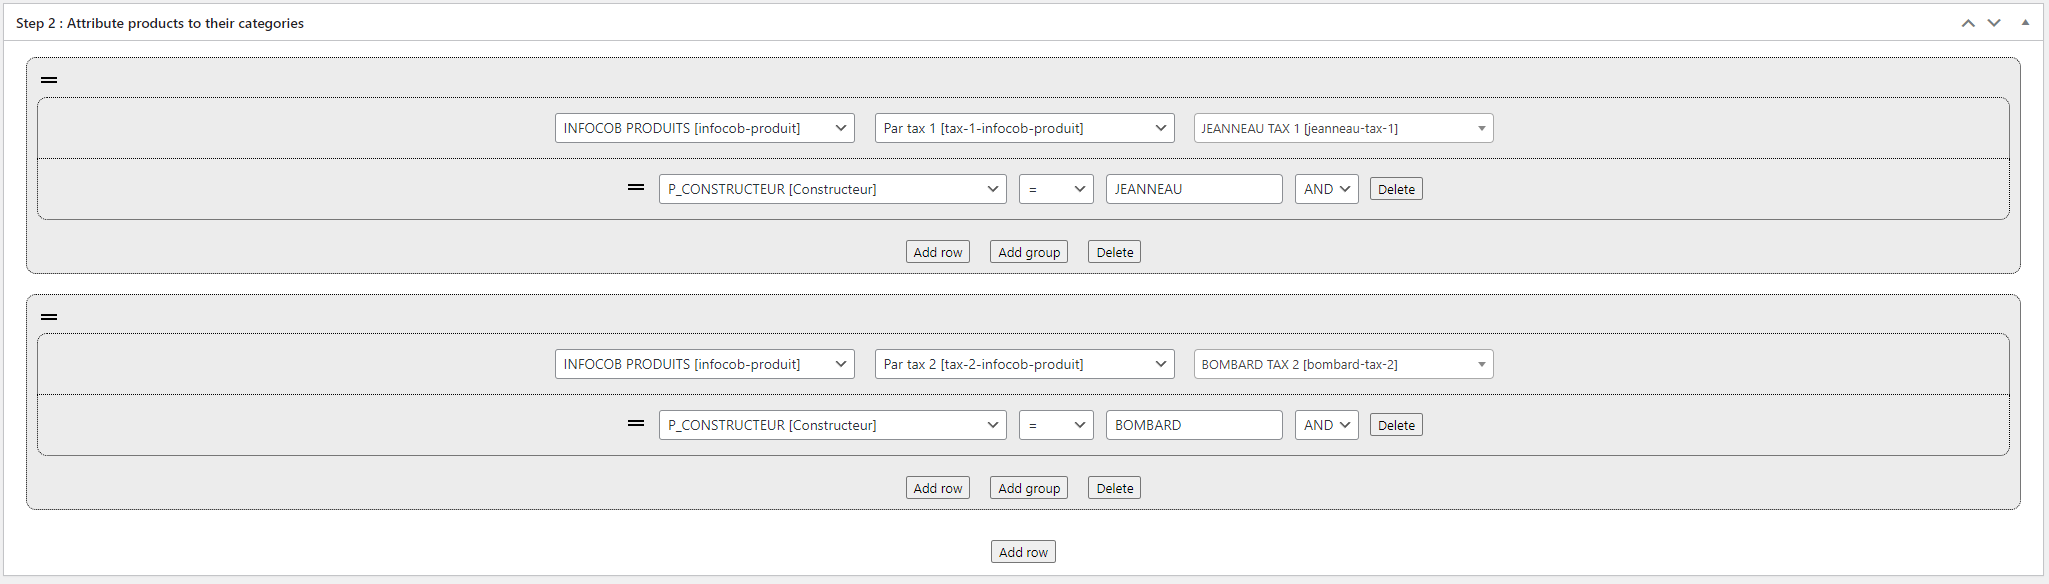 Step 2 : Attribute products to their categories
INFOCOB PRODUITS [infocob-produit] Par tax 1 [tax-1-infocob-produit] JEANNEAU TAX 1 [jeanneau-tax-1]
P_CONSTRUCTEUR [Constructeur] = JEANNEAU AND Delete
Add row Add group Delete
INFOCOB PRODUITS [infocob-produit] Par tax 2 [tax-2-infocob-produit] BOMBARD TAX 2 [bombard-tax-2]
P_CONSTRUCTEUR [Constructeur] = BOMBARD AND Delete
Add row Add group Delete
Add row